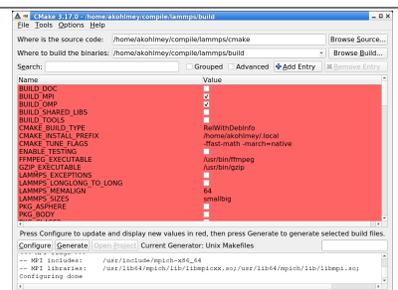 CMake 3.17.0 - /home/akohlmey/compile/lammps/build
File Tools Options Help
Where is the source code: /home/akohlmey/compile/lammps/cmake Browse Source...
Where to build the binaries: /home/akohlmey/compile/lammps/build Browse Build...
Search: Grouped Advanced Add Entry Remove Entry
Name Value
BUILD_DOC
BUILD_MPI
BUILD_OMP
BUILD_SHARED_LIBS
BUILD_TOOLS
CMAKE_BUILD_TYPE RelWithDebInfo
CMAKE_INSTALL_PREFIX /home/akohlmey/.local
CMAKE_TUNE_FLAGS -ffast-math -march=native
ENABLE_TESTING
FFMPEG_EXECUTABLE /usr/bin/ffmpeg
GZIP_EXECUTABLE /usr/bin/gzip
LAMMPS_EXCEPTIONS
LAMMPS_LONGLONG_TO_LONG
LAMMPS_MEMALIGN 64
LAMMPS_SIZES smallbig
PKG_ASPHERE
PKG_BODY
Press Configure to update and display new values in red, then press Generate to generate selected build files.
Configure Generate Open Project Current Generator: Unix Makefiles
-- MPI includes: /usr/include/mpich-x86_64
-- MPI libraries: /usr/lib64/mpich/lib/libmpicxx.so;/usr/lib64/mpich/lib/libmpi.so;
Configuring done